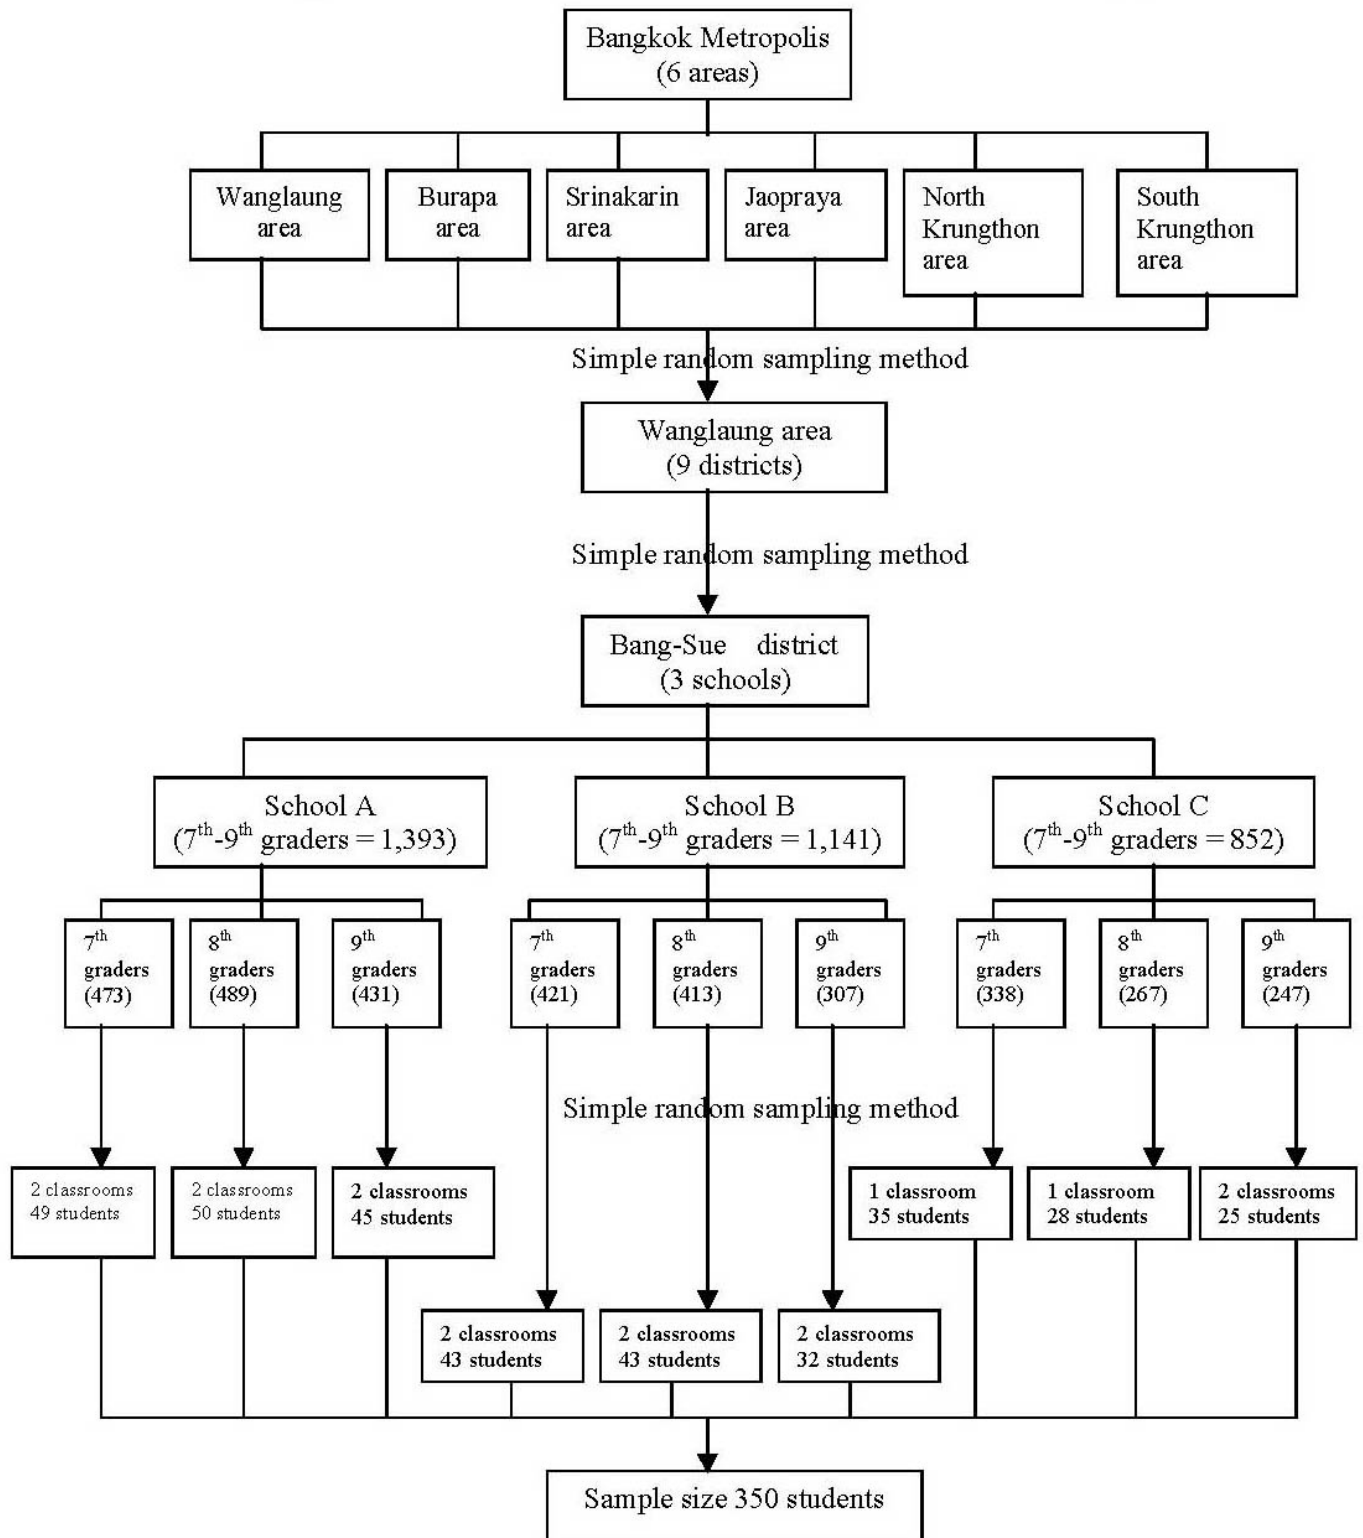 Bangkok Metropolis
(6 areas)
Wanglaung
area
Burapa
area
Srinakarin
area
Jaopraya
area
North
Krungthon
area
South
Krungthon
area
Simple random sampling method
Wanglaung area
(9 districts)
Simple random sampling method
Bang-Sue district
(3 schools)
School A
(7th-9th graders = 1,393)
School B
(7th-9th graders = 1,141)
School C
(7th-9th graders = 852)
7th
graders
(473)
8th
graders
(489)
9th
graders
(431)
7th
graders
(421)
8th
graders
(413)
9th
graders
(307)
7th
graders
(338)
8th
graders
(267)
9th
graders
(247)
Simple random sampling method
2 classrooms
49 students
2 classrooms
50 students
2 classrooms
45 students
1 classroom
35 students
1 classroom
28 students
2 classrooms
25 students
2 classrooms
43 students
2 classrooms
43 students
2 classrooms
32 students
Sample size 350 students